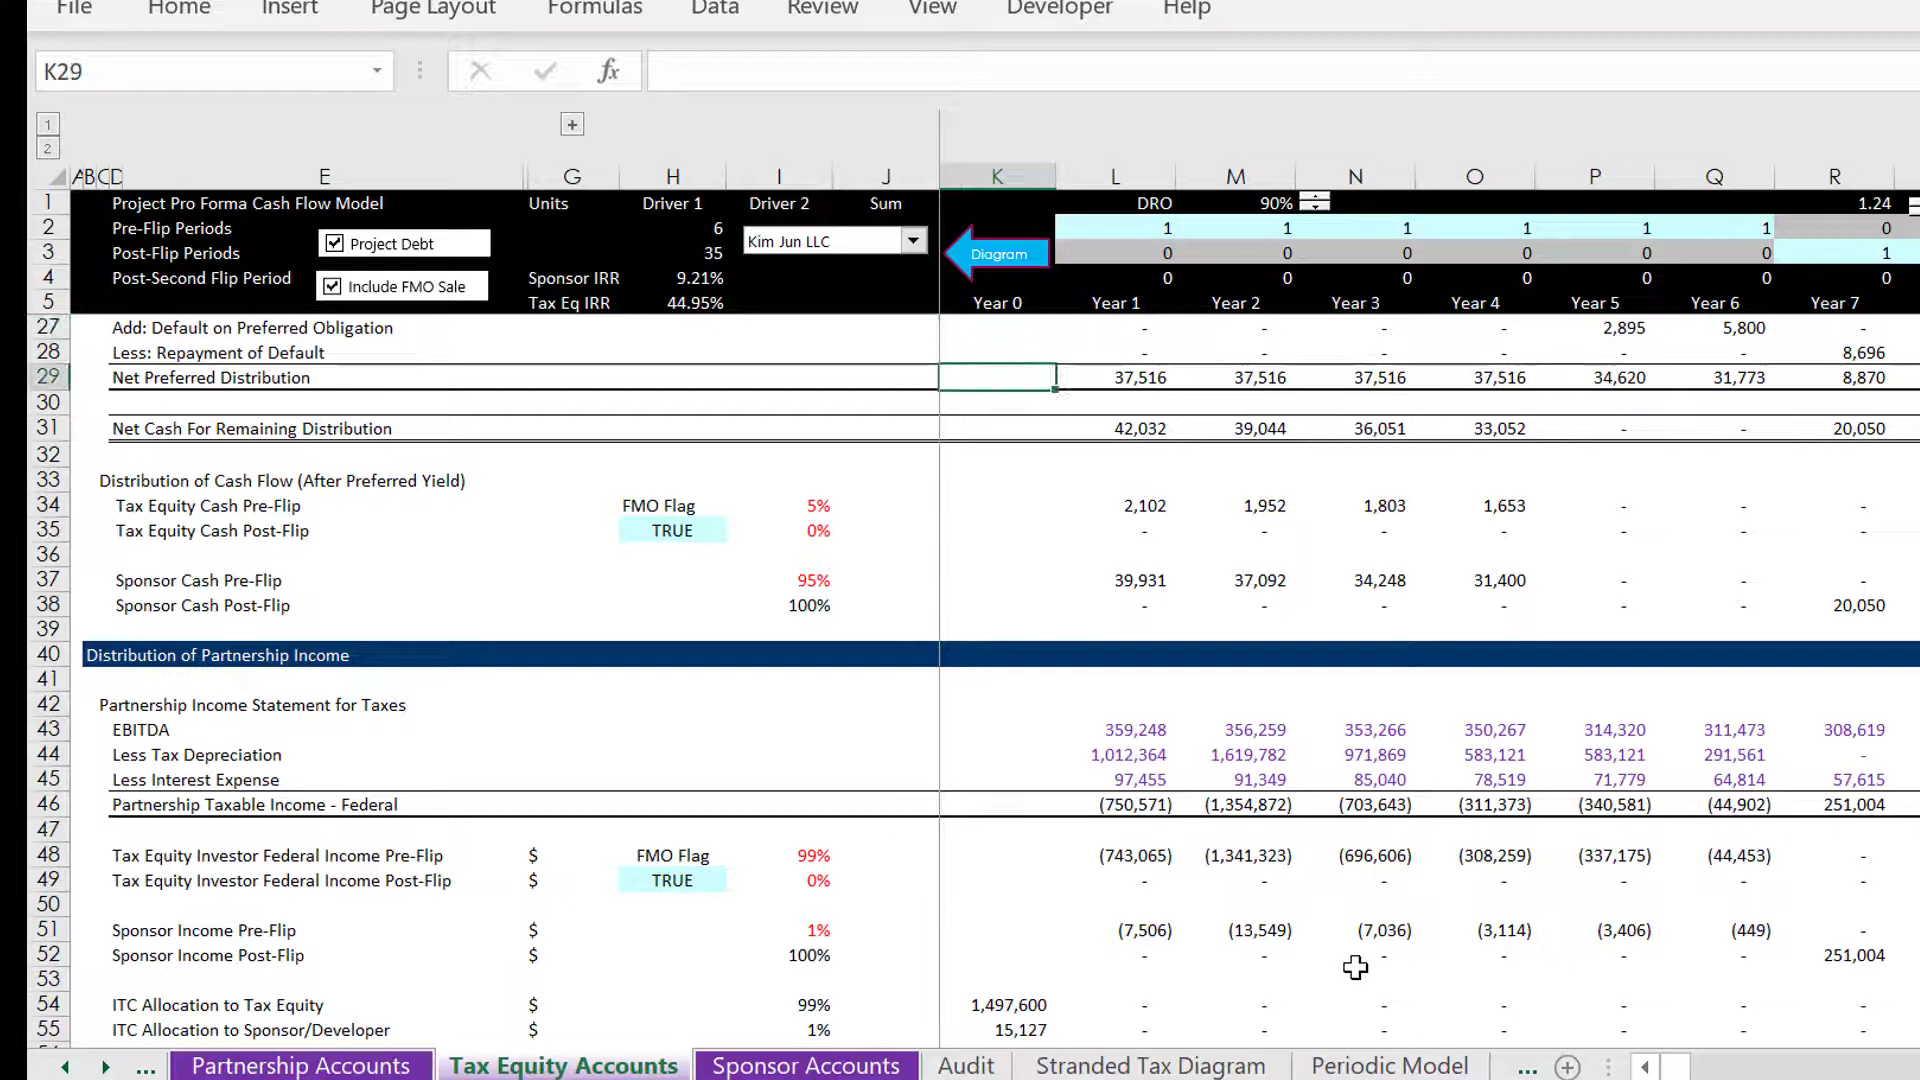 File Home Insert Page Layout Formulas Data Review View Developer Help
K29 fx
1
2
A B C D E G H I J K L M N O P Q R
1 Project Pro Forma Cash Flow Model Units Driver 1 Driver 2 Sum DRO 90% 1.24
2 Pre-Flip Periods 6 1 1 1 1 1 1 0
Project Debt Kim Jun LLC
3 Post-Flip Periods 35 Diagram 0 0 0 0 0 0 1
4 Post-Second Flip Period Include FMO Sale Sponsor IRR 9.21% 0 0 0 0 0 0 0
5 Tax Eq IRR 44.95% Year 0 Year 1 Year 2 Year 3 Year 4 Year 5 Year 6 Year 7
27 Add: Default on Preferred Obligation - - - - 2,895 5,800 -
28 Less: Repayment of Default - - - - - - 8,696
29 Net Preferred Distribution 37,516 37,516 37,516 37,516 34,620 31,773 8,870
30
31 Net Cash For Remaining Distribution 42,032 39,044 36,051 33,052 - - 20,050
32
33 Distribution of Cash Flow (After Preferred Yield)
34 Tax Equity Cash Pre-Flip FMO Flag 5% 2,102 1,952 1,803 1,653 - - -
35 Tax Equity Cash Post-Flip TRUE 0% - - - - - - -
36
37 Sponsor Cash Pre-Flip 95% 39,931 37,092 34,248 31,400 - - -
38 Sponsor Cash Post-Flip 100% - - - - - - 20,050
39
40 Distribution of Partnership Income
41
42 Partnership Income Statement for Taxes
43 EBITDA 359,248 356,259 353,266 350,267 314,320 311,473 308,619
44 Less Tax Depreciation 1,012,364 1,619,782 971,869 583,121 583,121 291,561 -
45 Less Interest Expense 97,455 91,349 85,040 78,519 71,779 64,814 57,615
46 Partnership Taxable Income - Federal (750,571) (1,354,872) (703,643) (311,373) (340,581) (44,902) 251,004
47
48 Tax Equity Investor Federal Income Pre-Flip $ FMO Flag 99% (743,065) (1,341,323) (696,606) (308,259) (337,175) (44,453) -
49 Tax Equity Investor Federal Income Post-Flip $ TRUE 0% - - - - - - -
50
51 Sponsor Income Pre-Flip $ 1% (7,506) (13,549) (7,036) (3,114) (3,406) (449) -
52 Sponsor Income Post-Flip $ 100% - - - - - - 251,004
53
54 ITC Allocation to Tax Equity $ 99% 1,497,600 - - - - - - -
55 ITC Allocation to Sponsor/Developer $ 1% 15,127 - - - - - - -
... Partnership Accounts Tax Equity Accounts Sponsor Accounts Audit Stranded Tax Diagram Periodic Model ...